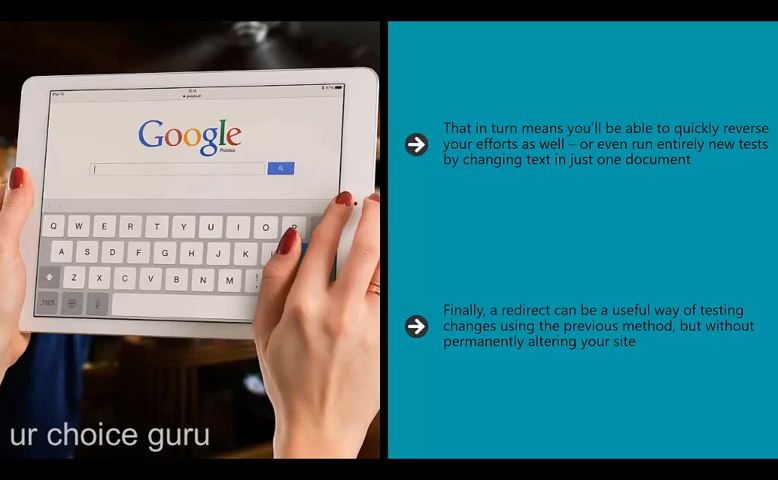 Google
Polska
Q W E R T Y U I O P
A S D F G H J K
Z X C V B N M
.?123
ur choice guru
That in turn means you'll be able to quickly reverse
your efforts as well – or even run entirely new tests
by changing text in just one document
Finally, a redirect can be a useful way of testing
changes using the previous method, but without
permanently altering your site